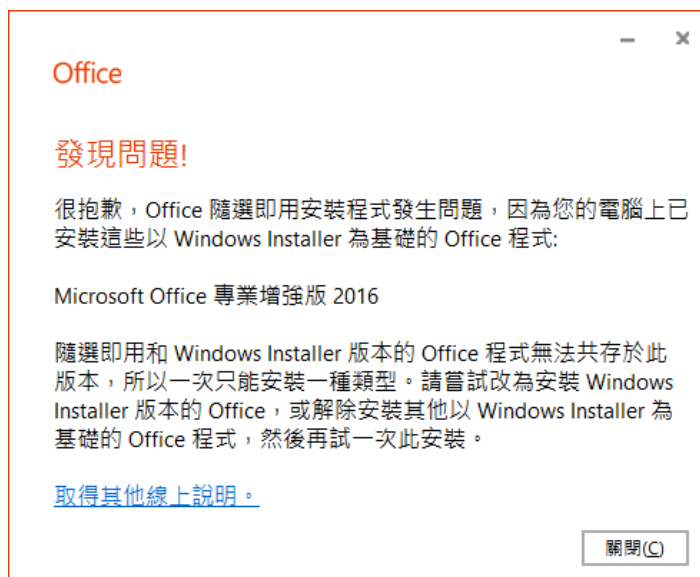 Office
發現問題!
很抱歉，Office 隨選即用安裝程式發生問題，因為您的電腦上已
安裝這些以 Windows Installer 為基礎的 Office 程式:
Microsoft Office 專業增強版 2016
隨選即用和 Windows Installer 版本的 Office 程式無法共存於此
版本，所以一次只能安裝一種類型。請嘗試改為安裝 Windows
Installer 版本的 Office，或解除安裝其他以 Windows Installer 為
基礎的 Office 程式，然後再試一次此安裝。
取得其他線上說明。
關閉(C)